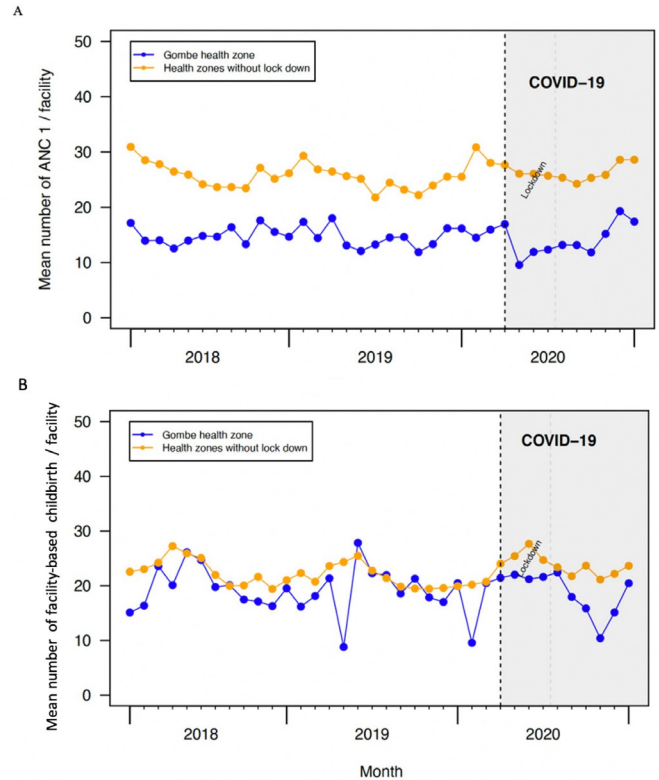 A
Mean number of ANC 1 / facility
50
40
30
20
10
0
Gombe health zone
Health zones without lock down
COVID–19
Lockdown
2018
2019
2020
B
Mean number of facility-based childbirth / facility
50
40
30
20
10
0
Gombe health zone
Health zones without lock down
COVID–19
Lockdown
2018
2019
2020
Month